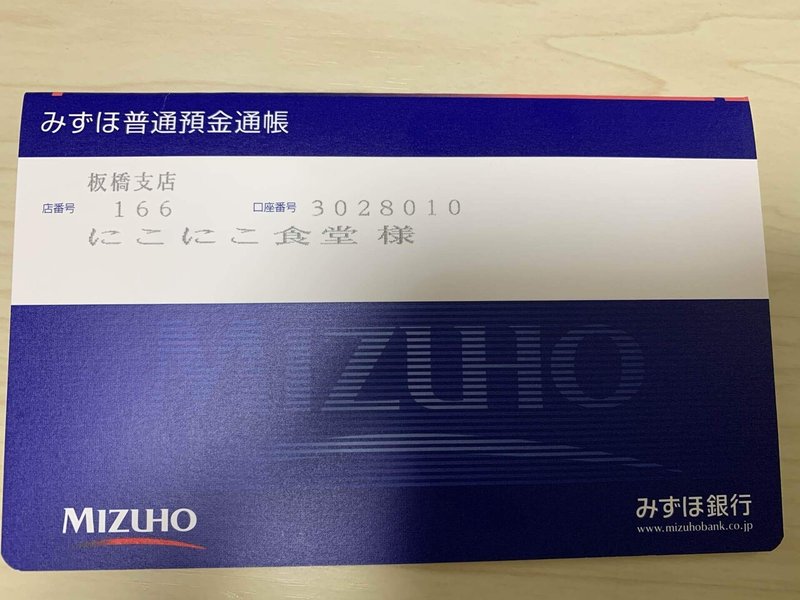 みずほ普通預金通帳
板橋支店
店番号 166 口座番号 3028010
にこにこ食堂 様
MIZUHO
MIZUHO みずほ銀行
www.mizuhobank.co.jp